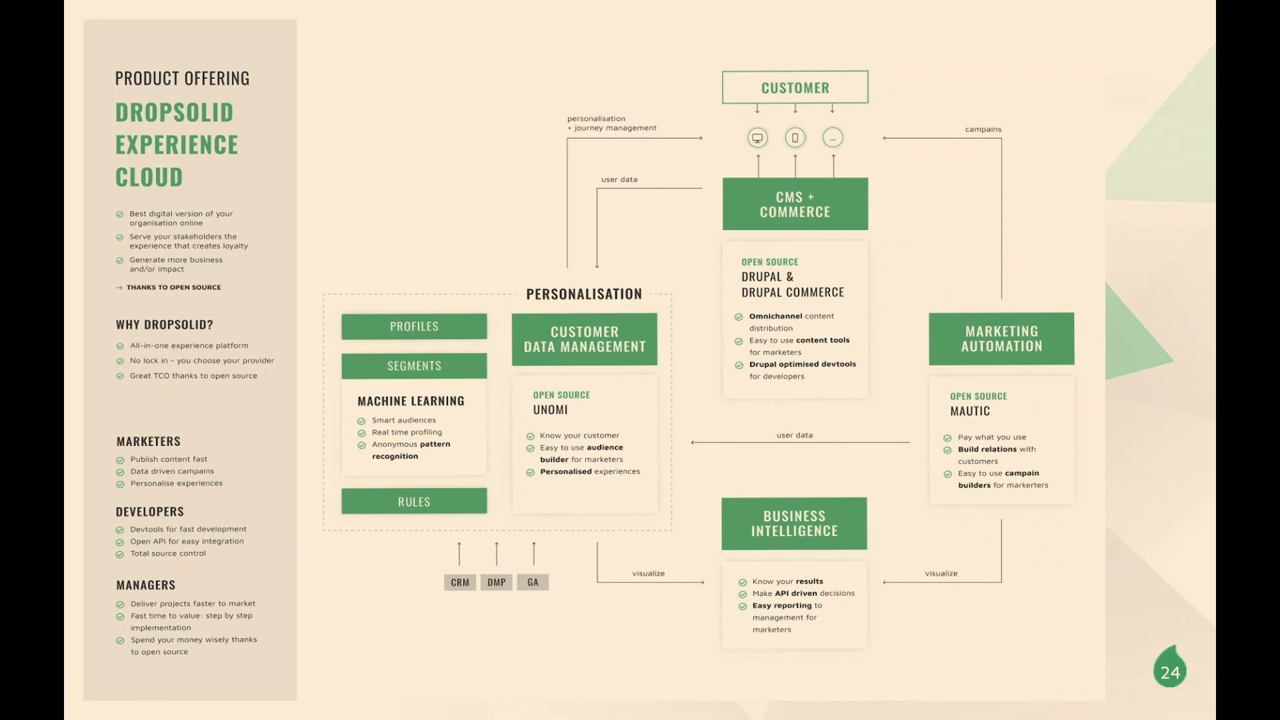 PRODUCT OFFERING
DROPSOLID
EXPERIENCE
CLOUD
Best digital version of your
organisation online
Serve your stakeholders the
experience that creates loyalty
Generate more business
and/or impact
→ THANKS TO OPEN SOURCE
WHY DROPSOLID?
All-in-one experience platform
No lock in - you choose your provider
Great TCO thanks to open source
MARKETERS
Publish content fast
Data driven campains
Personalise experiences
DEVELOPERS
Devtools for fast development
Open API for easy integration
Total source control
MANAGERS
Deliver projects faster to market
Fast time to value: step by step
implementation
Spend your money wisely thanks
to open source
CUSTOMER
...
personalisation
+ journey management
campains
user data
CMS +
COMMERCE
OPEN SOURCE
DRUPAL &
DRUPAL COMMERCE
Omnichannel content
distribution
Easy to use content tools
for marketers
Drupal optimised devtools
for developers
PERSONALISATION
PROFILES
SEGMENTS
MACHINE LEARNING
Smart audiences
Real time profiling
Anonymous pattern
recognition
RULES
CUSTOMER
DATA MANAGEMENT
OPEN SOURCE
UNOMI
Know your customer
Easy to use audience
builder for marketers
Personalised experiences
MARKETING
AUTOMATION
OPEN SOURCE
MAUTIC
Pay what you use
Build relations with
customers
Easy to use campain
builders for markerters
user data
CRM
DMP
GA
visualize
BUSINESS
INTELLIGENCE
Know your results
Make API driven decisions
Easy reporting to
management for
marketers
visualize
24